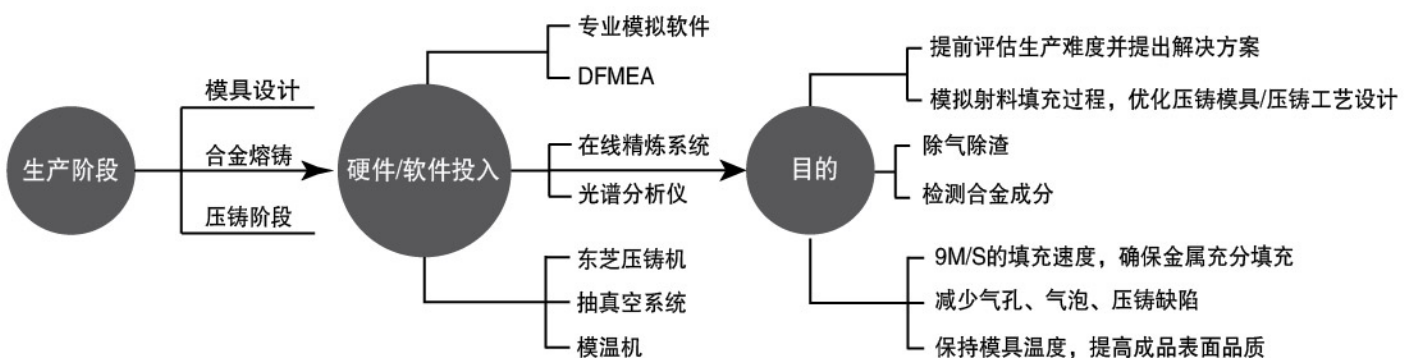 生产阶段
模具设计
合金熔铸
压铸阶段
硬件/软件投入
专业模拟软件
DFMEA
在线精炼系统
光谱分析仪
东芝压铸机
抽真空系统
模温机
目的
提前评估生产难度并提出解决方案
模拟射料填充过程，优化压铸模具/压铸工艺设计
除气除渣
检测合金成分
9M/S的填充速度，确保金属充分填充
减少气孔、气泡、压铸缺陷
保持模具温度，提高成品表面品质